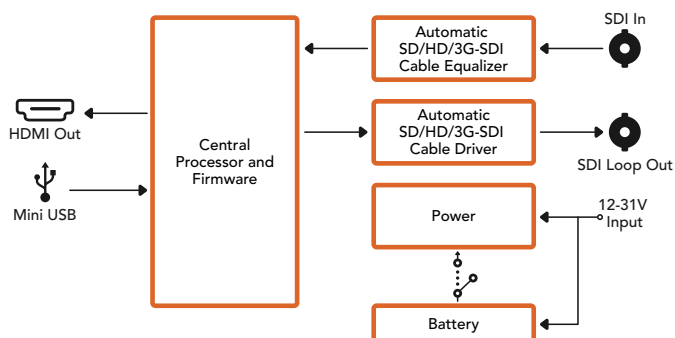 SDI In
Automatic
SD/HD/3G-SDI
Cable Equalizer
HDMI Out
Central
Processor and
Firmware
Automatic
SD/HD/3G-SDI
Cable Driver
SDI Loop Out
Mini USB
Power
12-31V
Input
Battery